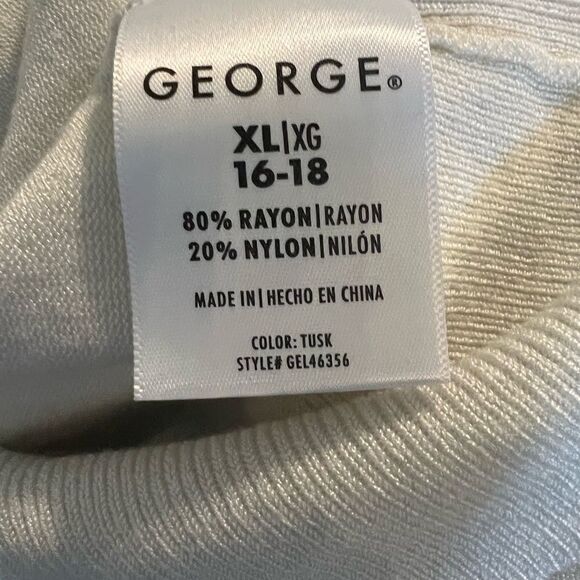 GEORGE®
XL|XG
16-18
80% RAYON|RAYON
20% NYLON|NILÓN
MADE IN|HECHO EN CHINA
COLOR: TUSK
STYLE# GEL46356